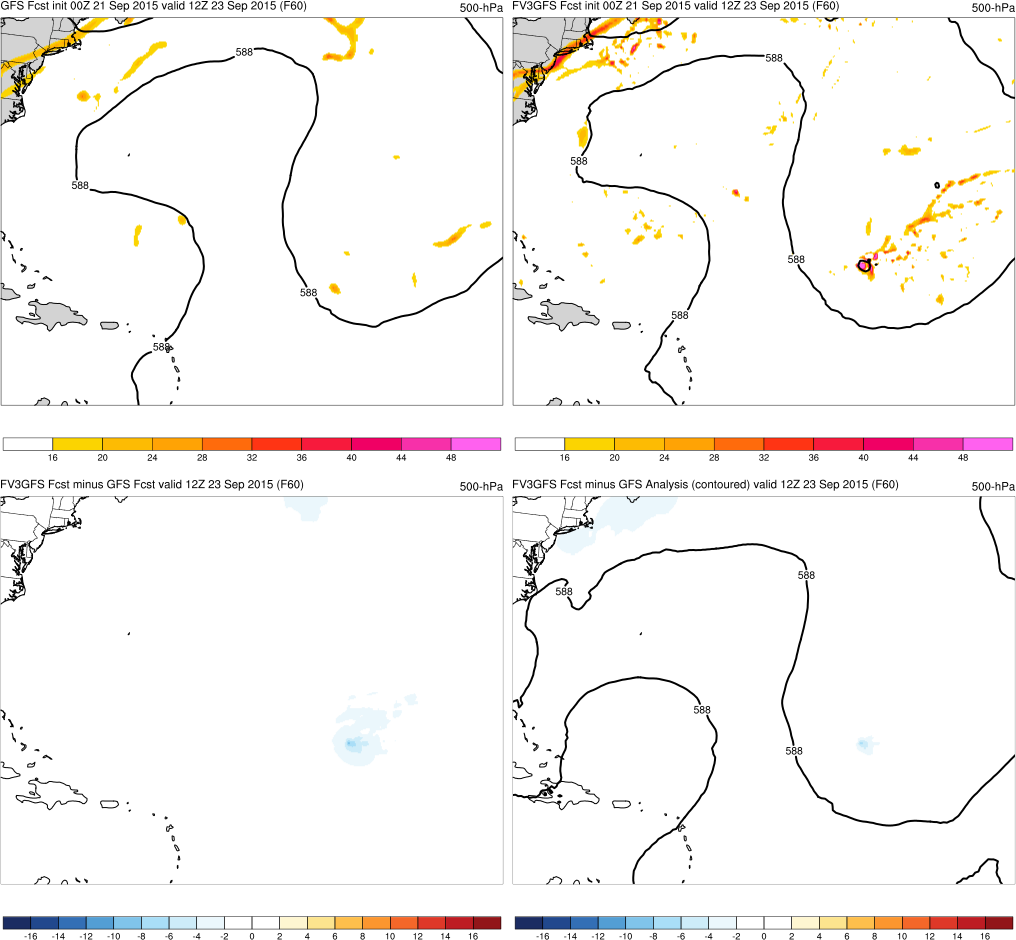 GFS Fcst init 00Z 21 Sep 2015 valid 12Z 23 Sep 2015 (F60) 500-hPa
588
588
588
588
16 20 24 28 32 36 40 44 48
FV3GFS Fcst init 00Z 21 Sep 2015 valid 12Z 23 Sep 2015 (F60) 500-hPa
588
588
588
588
16 20 24 28 32 36 40 44 48
FV3GFS Fcst minus GFS Fcst valid 12Z 23 Sep 2015 (F60) 500-hPa
-14 -12 -10 -8 -6 -4 -2 0 2 4 6 8 10 12 14 16
FV3GFS Fcst minus GFS Analysis (contoured) valid 12Z 23 Sep 2015 (F60) 500-hPa
588
588
588
588
-16 -14 -12 -10 -8 -6 -4 -2 0 2 4 6 8 10 12 14 16